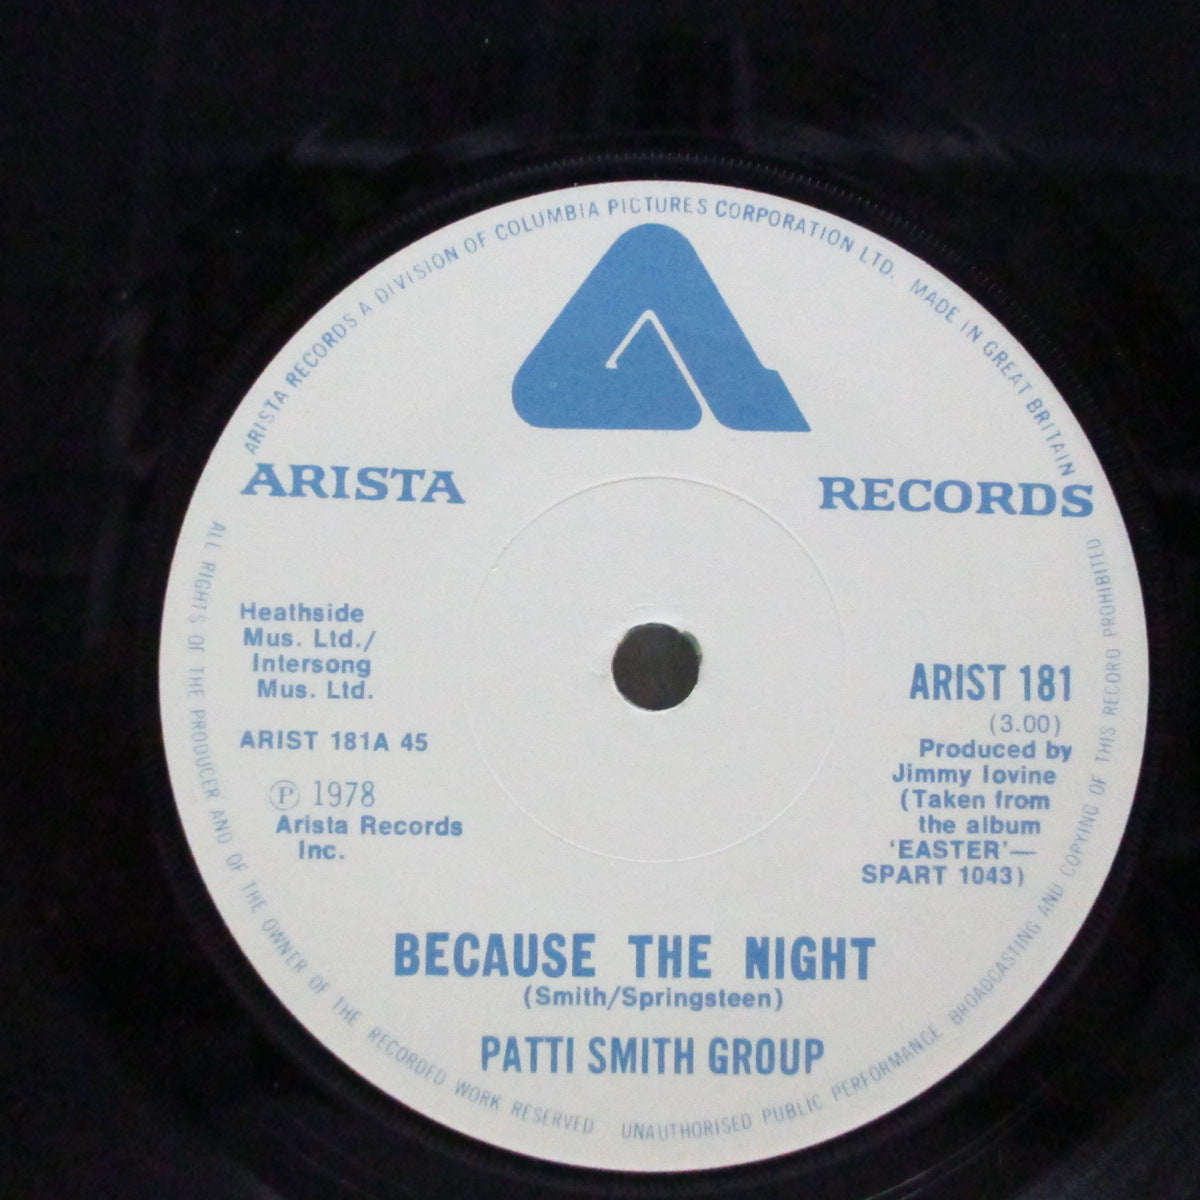 ARISTA RECORDS A DIVISION OF COLUMBIA PICTURES CORPORATION LTD. MADE IN GREAT BRITAIN
ARISTA RECORDS
Heathside
Mus. Ltd./
Intersong
Mus. Ltd.
ARIST 181A 45
Ⓟ 1978
Arista Records
Inc.
ARIST 181
(3.00)
Produced by
Jimmy Iovine
(Taken from
the album
'EASTER'—
SPART 1043)
BECAUSE THE NIGHT
(Smith/Springsteen)
PATTI SMITH GROUP
ALL RIGHTS OF THE PRODUCER AND OF THE OWNER OF THE RECORDED WORK RESERVED UNAUTHORISED PUBLIC PERFORMANCE BROADCASTING AND COPYING OF THIS RECORD PROHIBITED